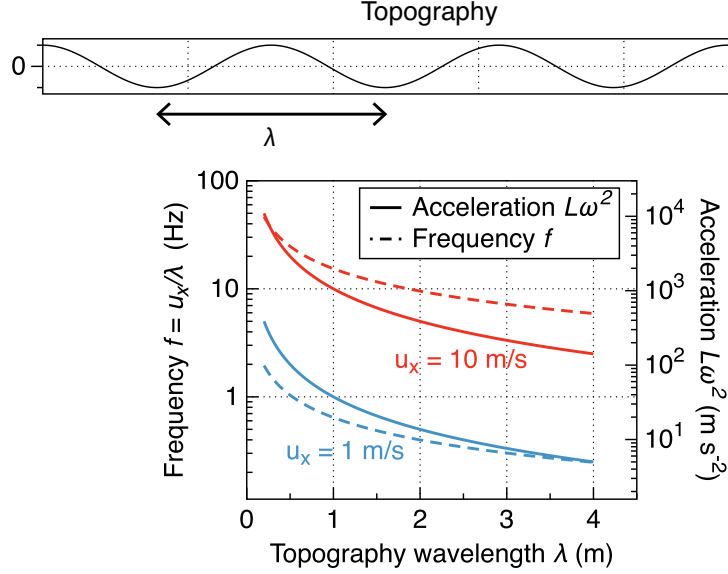 Topography
0
λ
100
10
1
Frequency f = uₓ/λ (Hz)
Acceleration Lω²
Frequency f
10⁴
10³
10²
10¹
Acceleration Lω² (m s⁻²)
uₓ = 10 m/s
uₓ = 1 m/s
0 1 2 3 4
Topography wavelength λ (m)